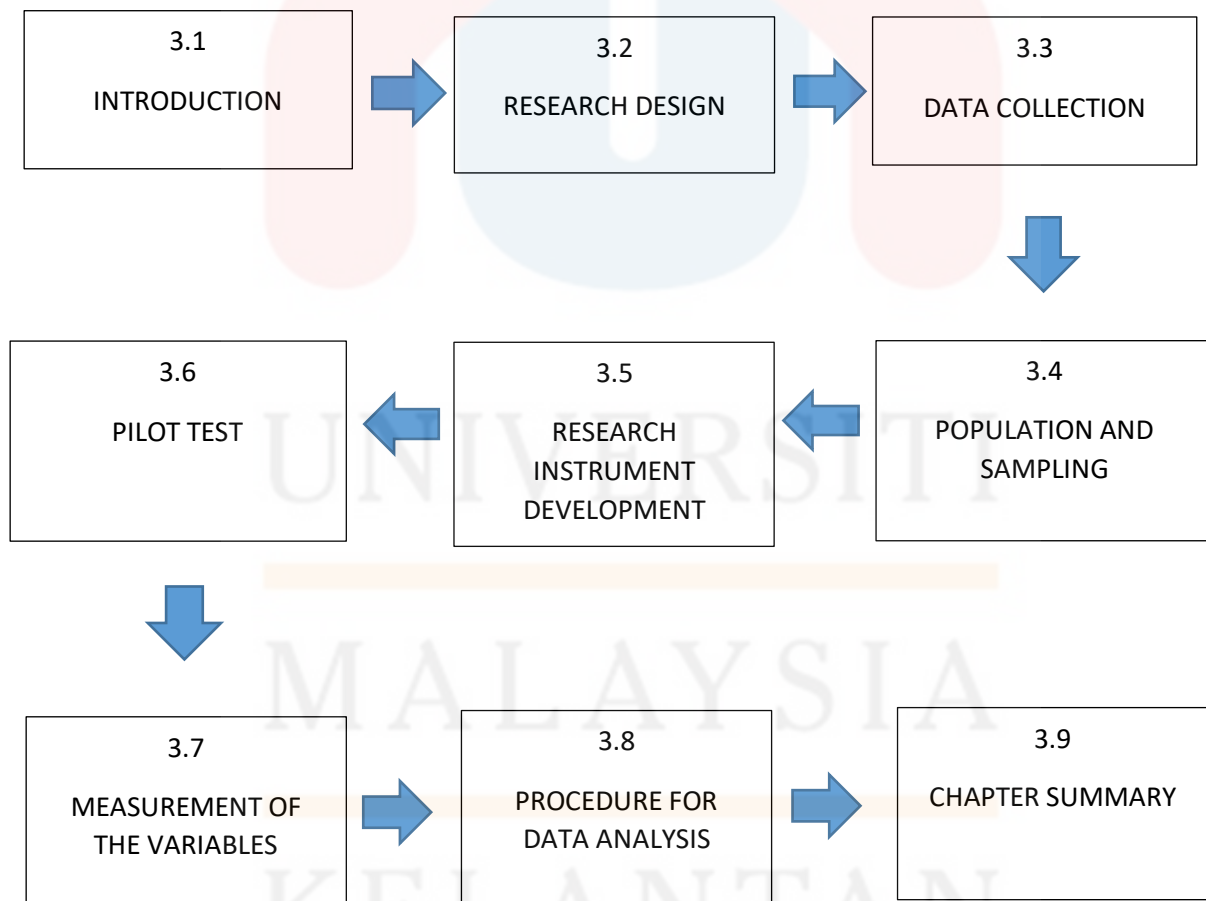 3.1
INTRODUCTION
3.2
RESEARCH DESIGN
3.3
DATA COLLECTION
3.4
POPULATION AND
SAMPLING
3.5
RESEARCH
INSTRUMENT
DEVELOPMENT
3.6
PILOT TEST
3.7
MEASUREMENT OF
THE VARIABLES
3.8
PROCEDURE FOR
DATA ANALYSIS
3.9
CHAPTER SUMMARY
UNIVERSITI
MALAYSIA
KELANTAN